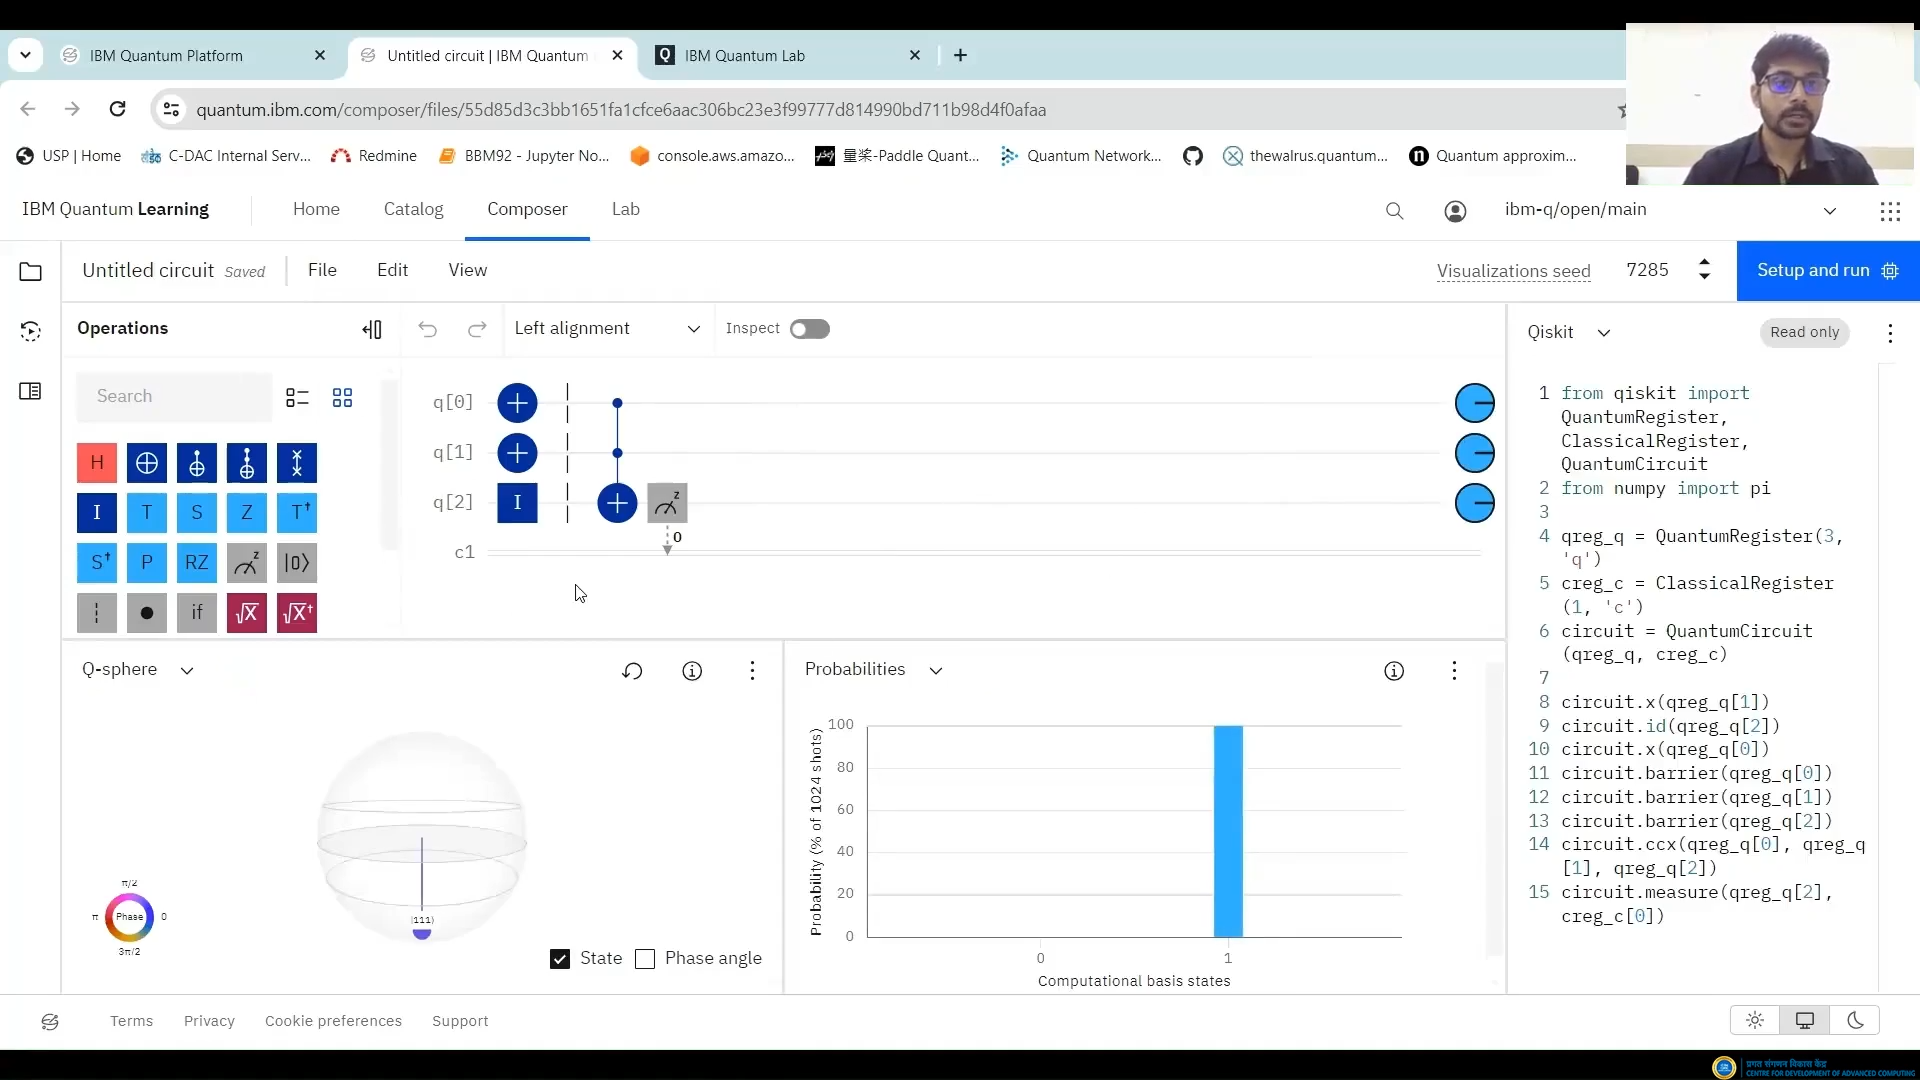 IBM Quantum Platform
Untitled circuit | IBM Quantum
Q IBM Quantum Lab
quantum.ibm.com/composer/files/55d85d3c3bb1651fa1cfce6aac306bc23e3f99777d814990bd711b98d4f0afaa
USP | Home
C-DAC Internal Serv...
Redmine
BBM92 - Jupyter No...
console.aws.amazo...
量桨-Paddle Quant...
Quantum Network...
thewalrus.quantum...
n Quantum approxim...
IBM Quantum Learning
Home
Catalog
Composer
Lab
ibm-q/open/main
Untitled circuit Saved
File
Edit
View
Visualizations seed
7285
Setup and run
Operations
Left alignment
Inspect
Search
H
I T S Z T†
S† P RZ z |0⟩
if √X √X†
q[0]
q[1]
q[2] I z
0
c1
Qiskit
Read only
1 from qiskit import
QuantumRegister,
ClassicalRegister,
QuantumCircuit
2 from numpy import pi
3
4 qreg_q = QuantumRegister(3,
'q')
5 creg_c = ClassicalRegister
(1, 'c')
6 circuit = QuantumCircuit
(qreg_q, creg_c)
7
8 circuit.x(qreg_q[1])
9 circuit.id(qreg_q[2])
10 circuit.x(qreg_q[0])
11 circuit.barrier(qreg_q[0])
12 circuit.barrier(qreg_q[1])
13 circuit.barrier(qreg_q[2])
14 circuit.ccx(qreg_q[0], qreg_q
[1], qreg_q[2])
15 circuit.measure(qreg_q[2],
creg_c[0])
Q-sphere
|111⟩
π/2
π Phase 0
3π/2
State
Phase angle
Probabilities
Probability (% of 1024 shots)
100
80
60
40
20
0
0 1
Computational basis states
Terms
Privacy
Cookie preferences
Support
प्रगत संगणन विकास केंद्र
CENTRE FOR DEVELOPMENT OF ADVANCED COMPUTING